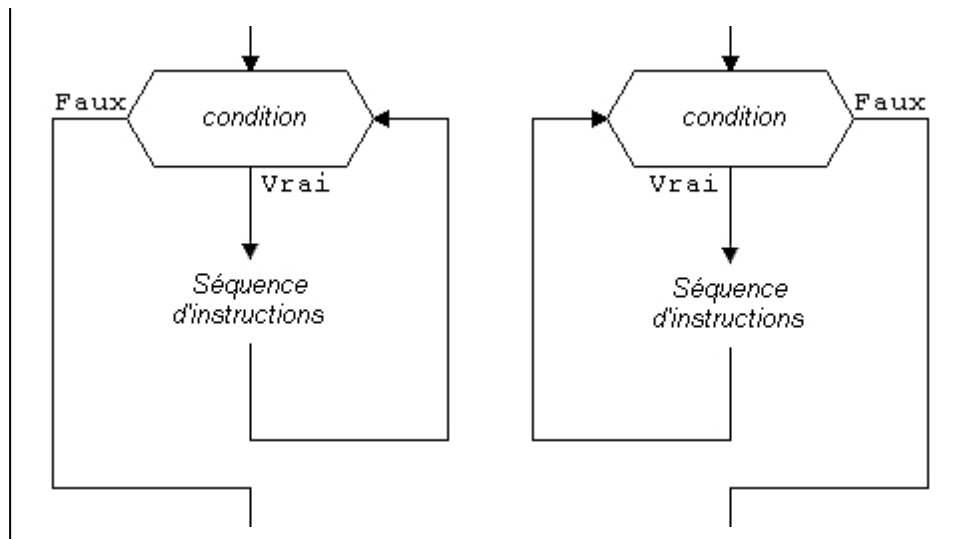 Faux
condition
Vrai
Séquence
d'instructions
Faux
condition
Vrai
Séquence
d'instructions